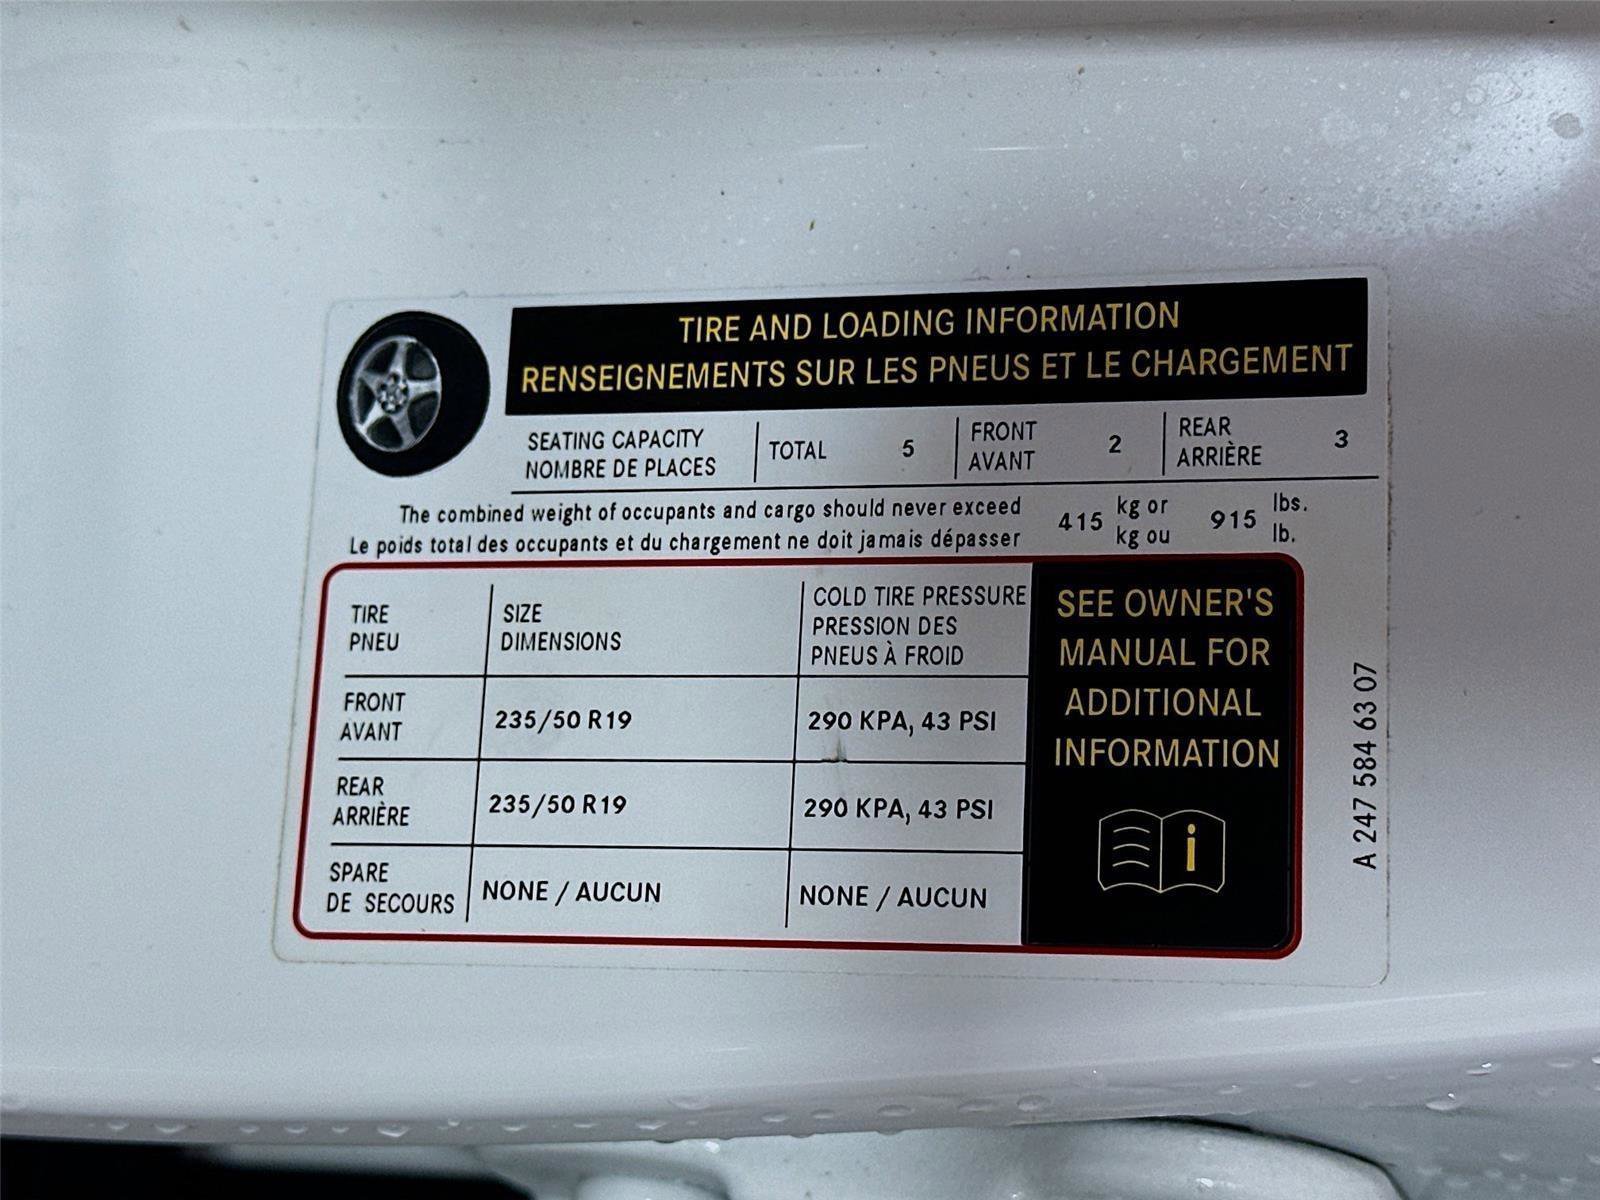 TIRE AND LOADING INFORMATION
RENSEIGNEMENTS SUR LES PNEUS ET LE CHARGEMENT
SEATING CAPACITY
NOMBRE DE PLACES
TOTAL 5
FRONT
AVANT
2
REAR
ARRIÈRE
3
The combined weight of occupants and cargo should never exceed
Le poids total des occupants et du chargement ne doit jamais dépasser
415
kg or
kg ou
915
lbs.
lb.
TIRE
PNEU
SIZE
DIMENSIONS
COLD TIRE PRESSURE
PRESSION DES
PNEUS À FROID
FRONT
AVANT
235/50 R19
290 KPA, 43 PSI
REAR
ARRIÈRE
235/50 R19
290 KPA, 43 PSI
SPARE
DE SECOURS
NONE / AUCUN
NONE / AUCUN
SEE OWNER'S
MANUAL FOR
ADDITIONAL
INFORMATION
i
A 247 584 63 07